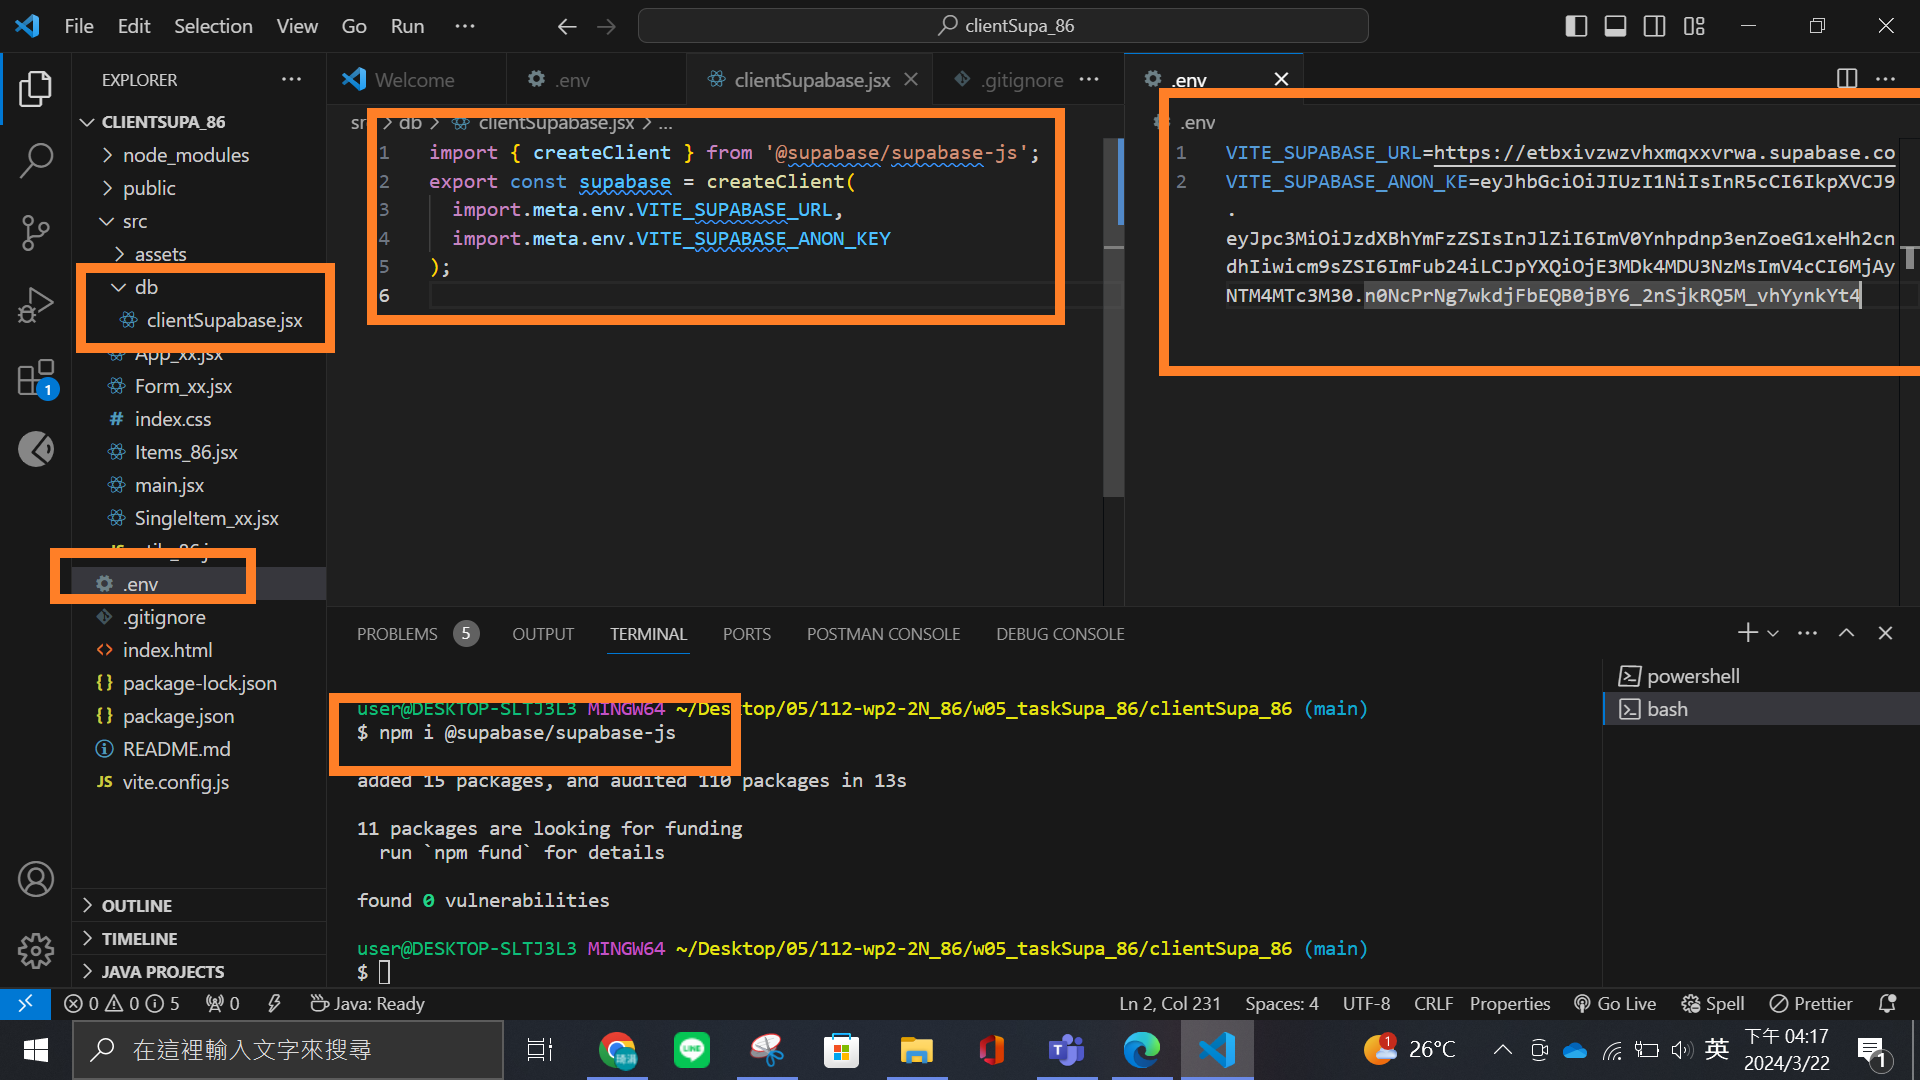 File Edit Selection View Go Run ··· clientSupa_86
EXPLORER
CLIENTSUPA_86
node_modules
public
src
assets
db
clientSupabase.jsx
App_xx.jsx
Form_xx.jsx
index.css
Items_86.jsx
main.jsx
SingleItem_xx.jsx
.env
.gitignore
index.html
package-lock.json
package.json
README.md
vite.config.js
OUTLINE
TIMELINE
JAVA PROJECTS
Welcome .env clientSupabase.jsx .gitignore
db > clientSupabase.jsx > ...
1 import { createClient } from '@supabase/supabase-js';
2 export const supabase = createClient(
3 import.meta.env.VITE_SUPABASE_URL,
4 import.meta.env.VITE_SUPABASE_ANON_KEY
5 );
6
.env
.env
1 VITE_SUPABASE_URL=https://etbxivzwzvhxmqxxvrwa.supabase.co
2 VITE_SUPABASE_ANON_KE=eyJhbGciOiJIUzI1NiIsInR5cCI6IkpXVCJ9
.
eyJpc3MiOiJzdXBhYmFzZSIsInJlZiI6ImV0Ynhpdnp3enZoeG1xeHh2cn
dhIiwicm9sZSI6ImFub24iLCJpYXQiOjE3MDk4MDU3NzMsImV4cCI6MjAy
NTM4MTc3M30.n0NcPrNg7wkdjFbEQB0jBY6_2nSjkRQ5M_vhYynkYt4
PROBLEMS 5 OUTPUT TERMINAL PORTS POSTMAN CONSOLE DEBUG CONSOLE
user@DESKTOP-SLTJ3L3 MINGW64 ~/Desktop/05/112-wp2-2N_86/w05_taskSupa_86/clientSupa_86 (main)
$ npm i @supabase/supabase-js
added 15 packages, and audited 110 packages in 13s
11 packages are looking for funding
run `npm fund` for details
found 0 vulnerabilities
user@DESKTOP-SLTJ3L3 MINGW64 ~/Desktop/05/112-wp2-2N_86/w05_taskSupa_86/clientSupa_86 (main)
$
powershell
bash
0 0 5 0 Java: Ready Ln 2, Col 231 Spaces: 4 UTF-8 CRLF Properties Go Live Spell Prettier
在這裡輸入文字來搜尋
26°C 英 下午 04:17
2024/3/22